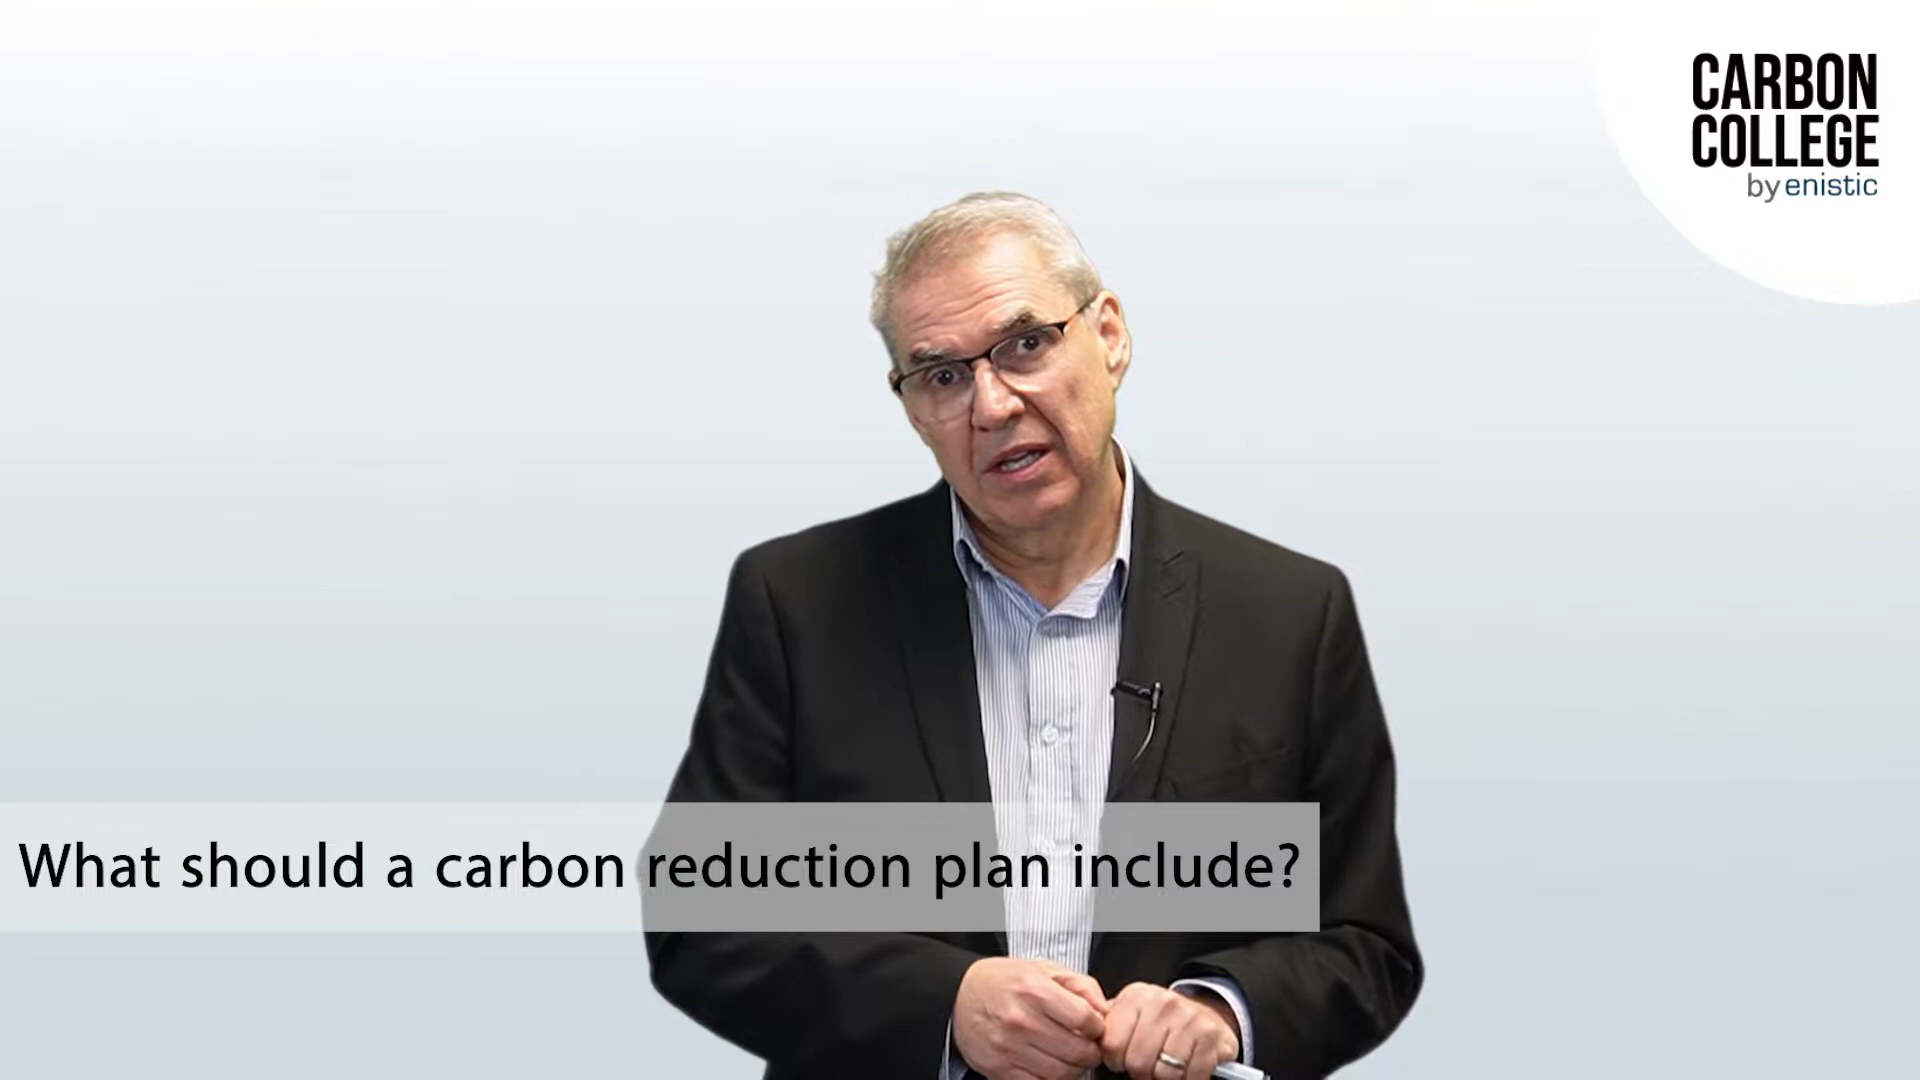 CARBON
COLLEGE
by enistic
What should a carbon reduction plan include?